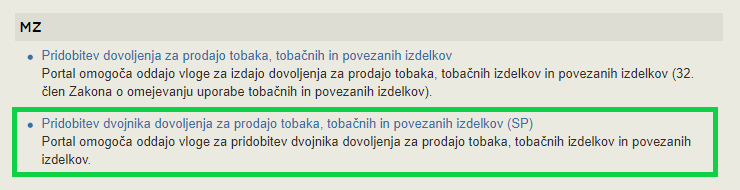 MZ
Pridobitev dovoljenja za prodajo tobaka, tobačnih in povezanih izdelkov
Portal omogoča oddajo vloge za izdajo dovoljenja za prodajo tobaka, tobačnih izdelkov in povezanih izdelkov (32.
člen Zakona o omejevanju uporabe tobačnih in povezanih izdelkov).
Pridobitev dvojnika dovoljenja za prodajo tobaka, tobačnih in povezanih izdelkov (SP)
Portal omogoča oddajo vloge za pridobitev dvojnika dovoljenja za prodajo tobaka, tobačnih izdelkov in povezanih
izdelkov.